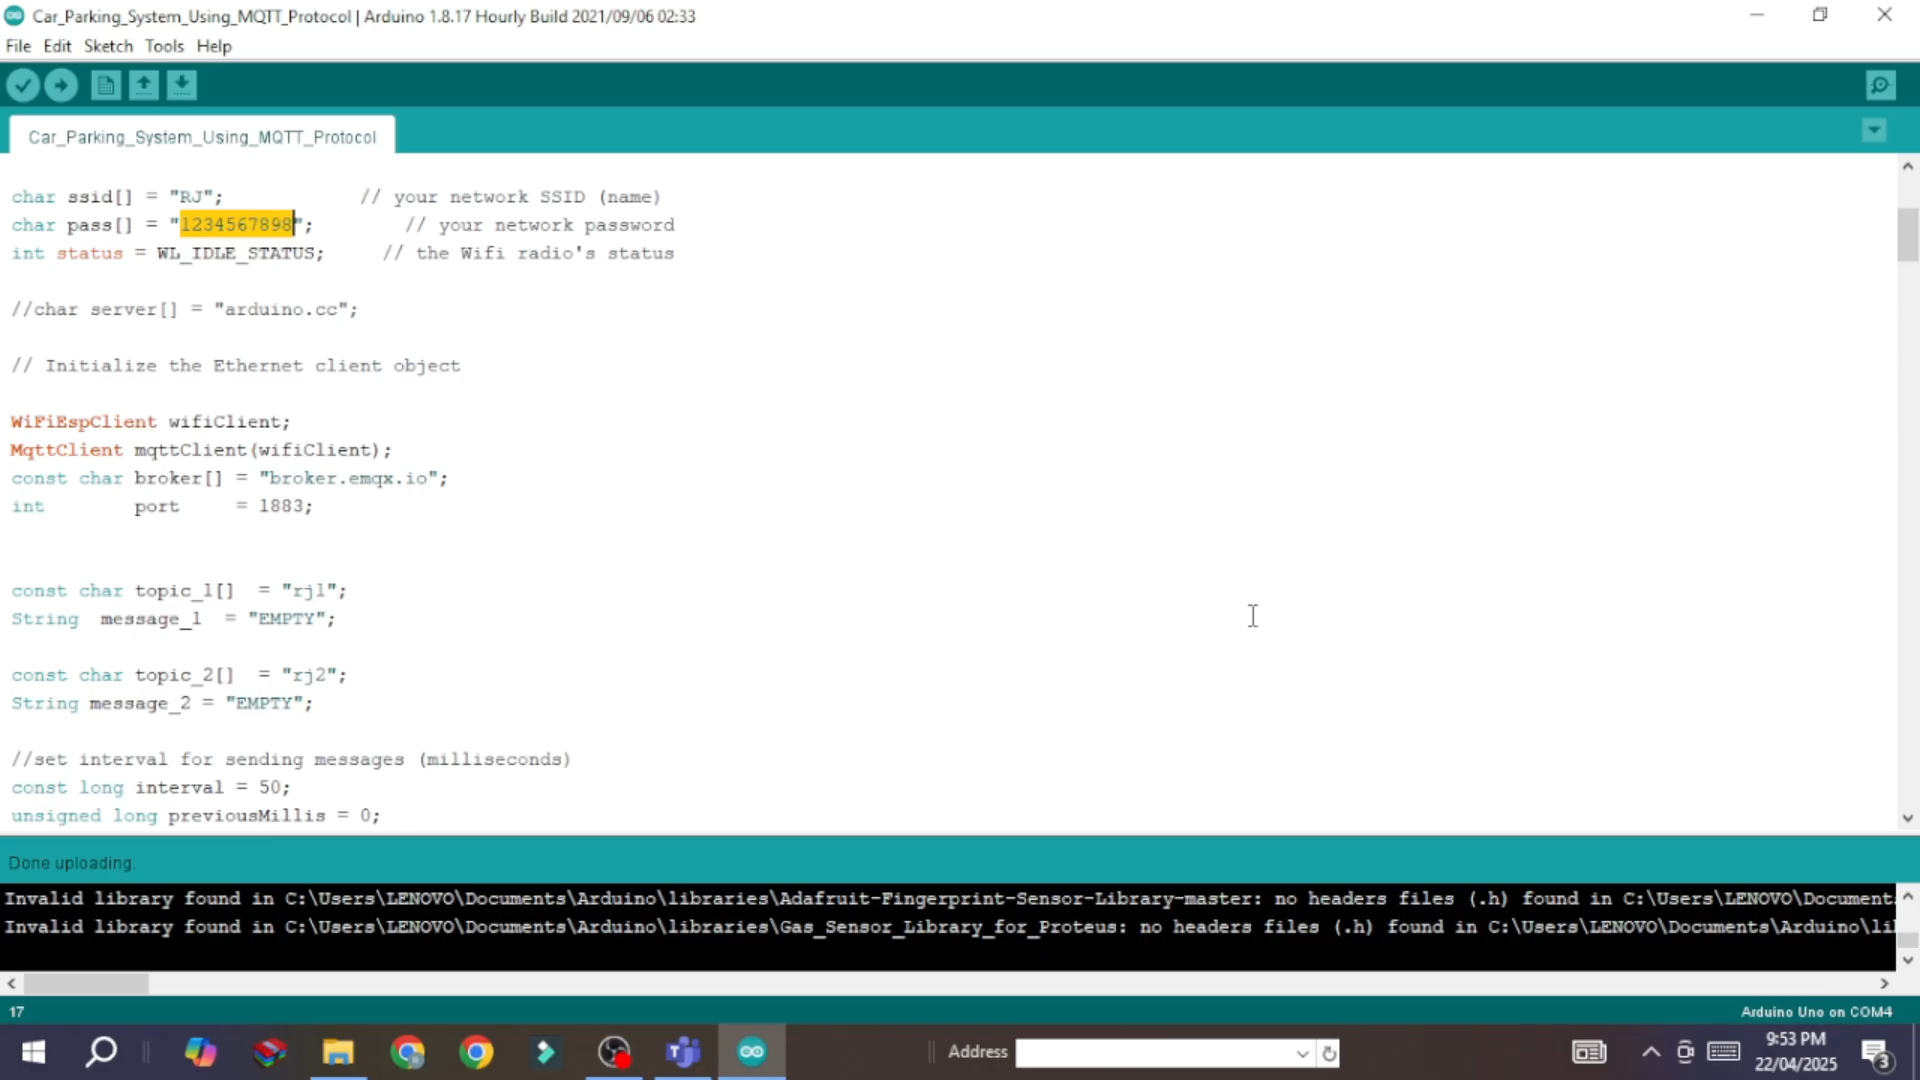 Car_Parking_System_Using_MQTT_Protocol | Arduino 1.8.17 Hourly Build 2021/09/06 02:33
File Edit Sketch Tools Help
Car_Parking_System_Using_MQTT_Protocol
char ssid[] = "RJ"; // your network SSID (name)
char pass[] = "1234567898"; // your network password
int status = WL_IDLE_STATUS; // the Wifi radio's status
//char server[] = "arduino.cc";
// Initialize the Ethernet client object
WiFiEspClient wifiClient;
MqttClient mqttClient(wifiClient);
const char broker[] = "broker.emqx.io";
int port = 1883;
const char topic_1[] = "rj1";
String message_1 = "EMPTY";
const char topic_2[] = "rj2";
String message_2 = "EMPTY";
//set interval for sending messages (milliseconds)
const long interval = 50;
unsigned long previousMillis = 0;
Done uploading.
Invalid library found in C:\Users\LENOVO\Documents\Arduino\libraries\Adafruit-Fingerprint-Sensor-Library-master: no headers files (.h) found in C:\Users\LENOVO\Document
Invalid library found in C:\Users\LENOVO\Documents\Arduino\libraries\Gas_Sensor_Library_for_Proteus: no headers files (.h) found in C:\Users\LENOVO\Documents\Arduino\li
17
Arduino Uno on COM4
Address
9:53 PM
22/04/2025
3